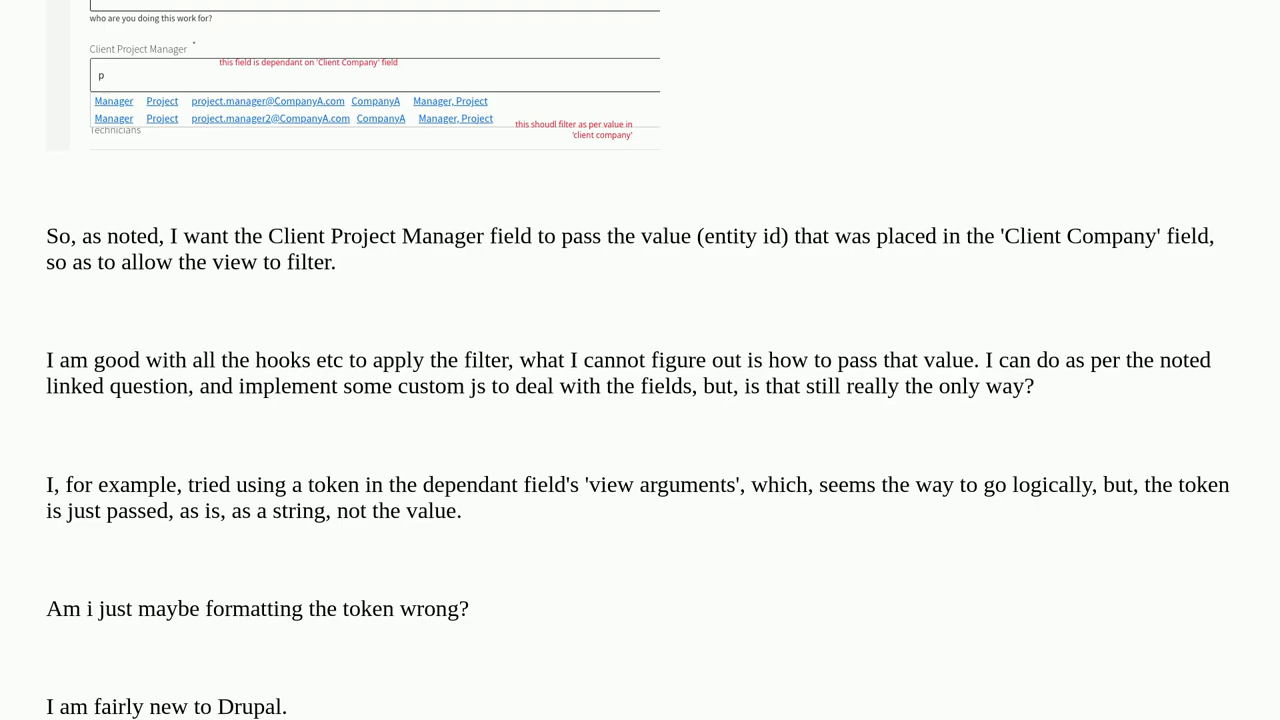 who are you doing this work for?
Client Project Manager *
this field is dependant on 'Client Company' field
p
Manager Project project.manager@CompanyA.com CompanyA Manager, Project
Manager Project project.manager2@CompanyA.com CompanyA Manager, Project
this shoudl filter as per value in
'client company'
Technicians
So, as noted, I want the Client Project Manager field to pass the value (entity id) that was placed in the 'Client Company' field,
so as to allow the view to filter.
I am good with all the hooks etc to apply the filter, what I cannot figure out is how to pass that value. I can do as per the noted
linked question, and implement some custom js to deal with the fields, but, is that still really the only way?
I, for example, tried using a token in the dependant field's 'view arguments', which, seems the way to go logically, but, the token
is just passed, as is, as a string, not the value.
Am i just maybe formatting the token wrong?
I am fairly new to Drupal.